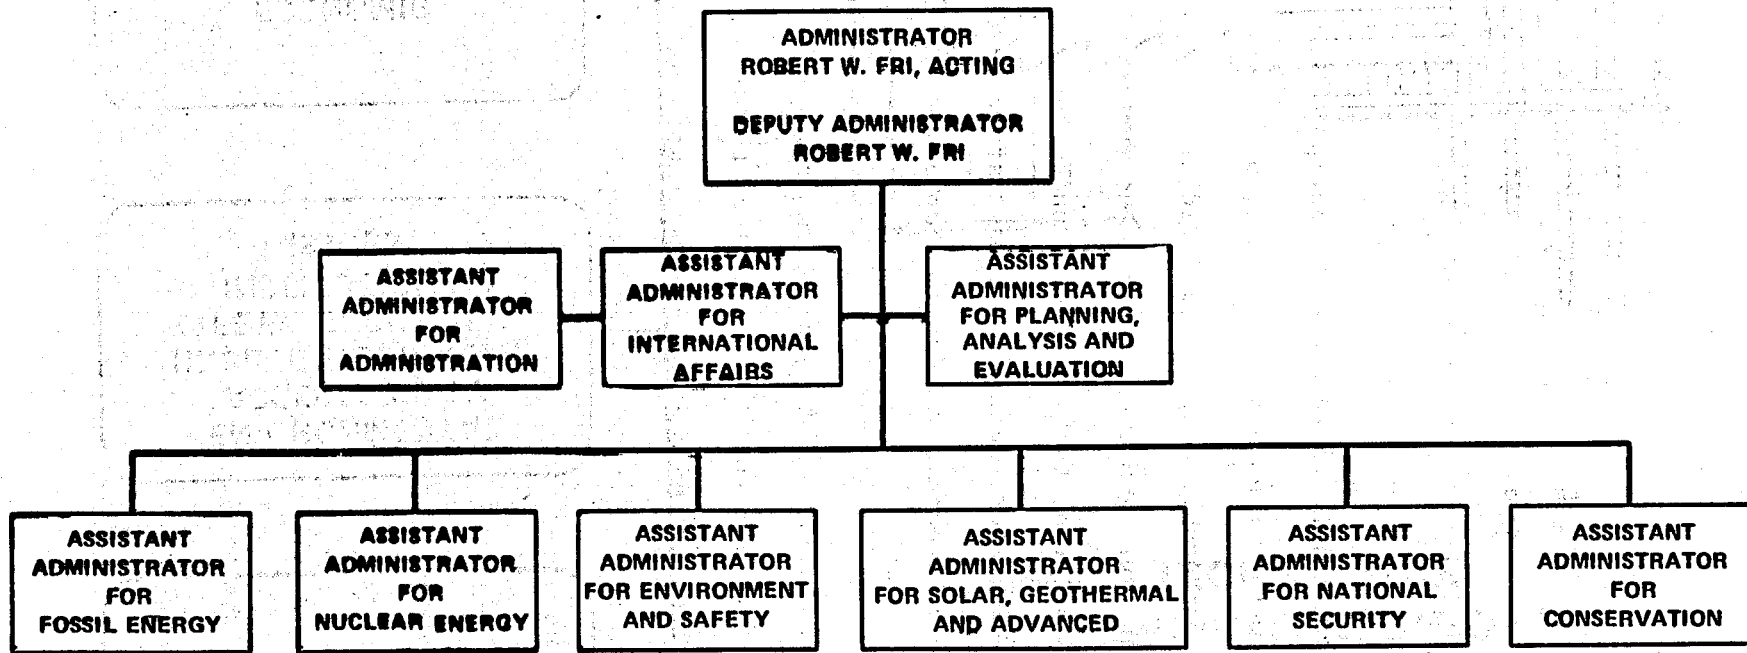 ADMINISTRATOR
ROBERT W. FRI, ACTING
DEPUTY ADMINISTRATOR
ROBERT W. FRI
ASSISTANT
ADMINISTRATOR
FOR
ADMINISTRATION
ASSISTANT
ADMINISTRATOR
FOR
INTERNATIONAL
AFFAIRS
ASSISTANT
ADMINISTRATOR
FOR PLANNING,
ANALYSIS AND
EVALUATION
ASSISTANT
ADMINISTRATOR
FOR
FOSSIL ENERGY
ASSISTANT
ADMINISTRATOR
FOR
NUCLEAR ENERGY
ASSISTANT
ADMINISTRATOR
FOR ENVIRONMENT
AND SAFETY
ASSISTANT
ADMINISTRATOR
FOR SOLAR, GEOTHERMAL
AND ADVANCED
ASSISTANT
ADMINISTRATOR
FOR NATIONAL
SECURITY
ASSISTANT
ADMINISTRATOR
FOR
CONSERVATION